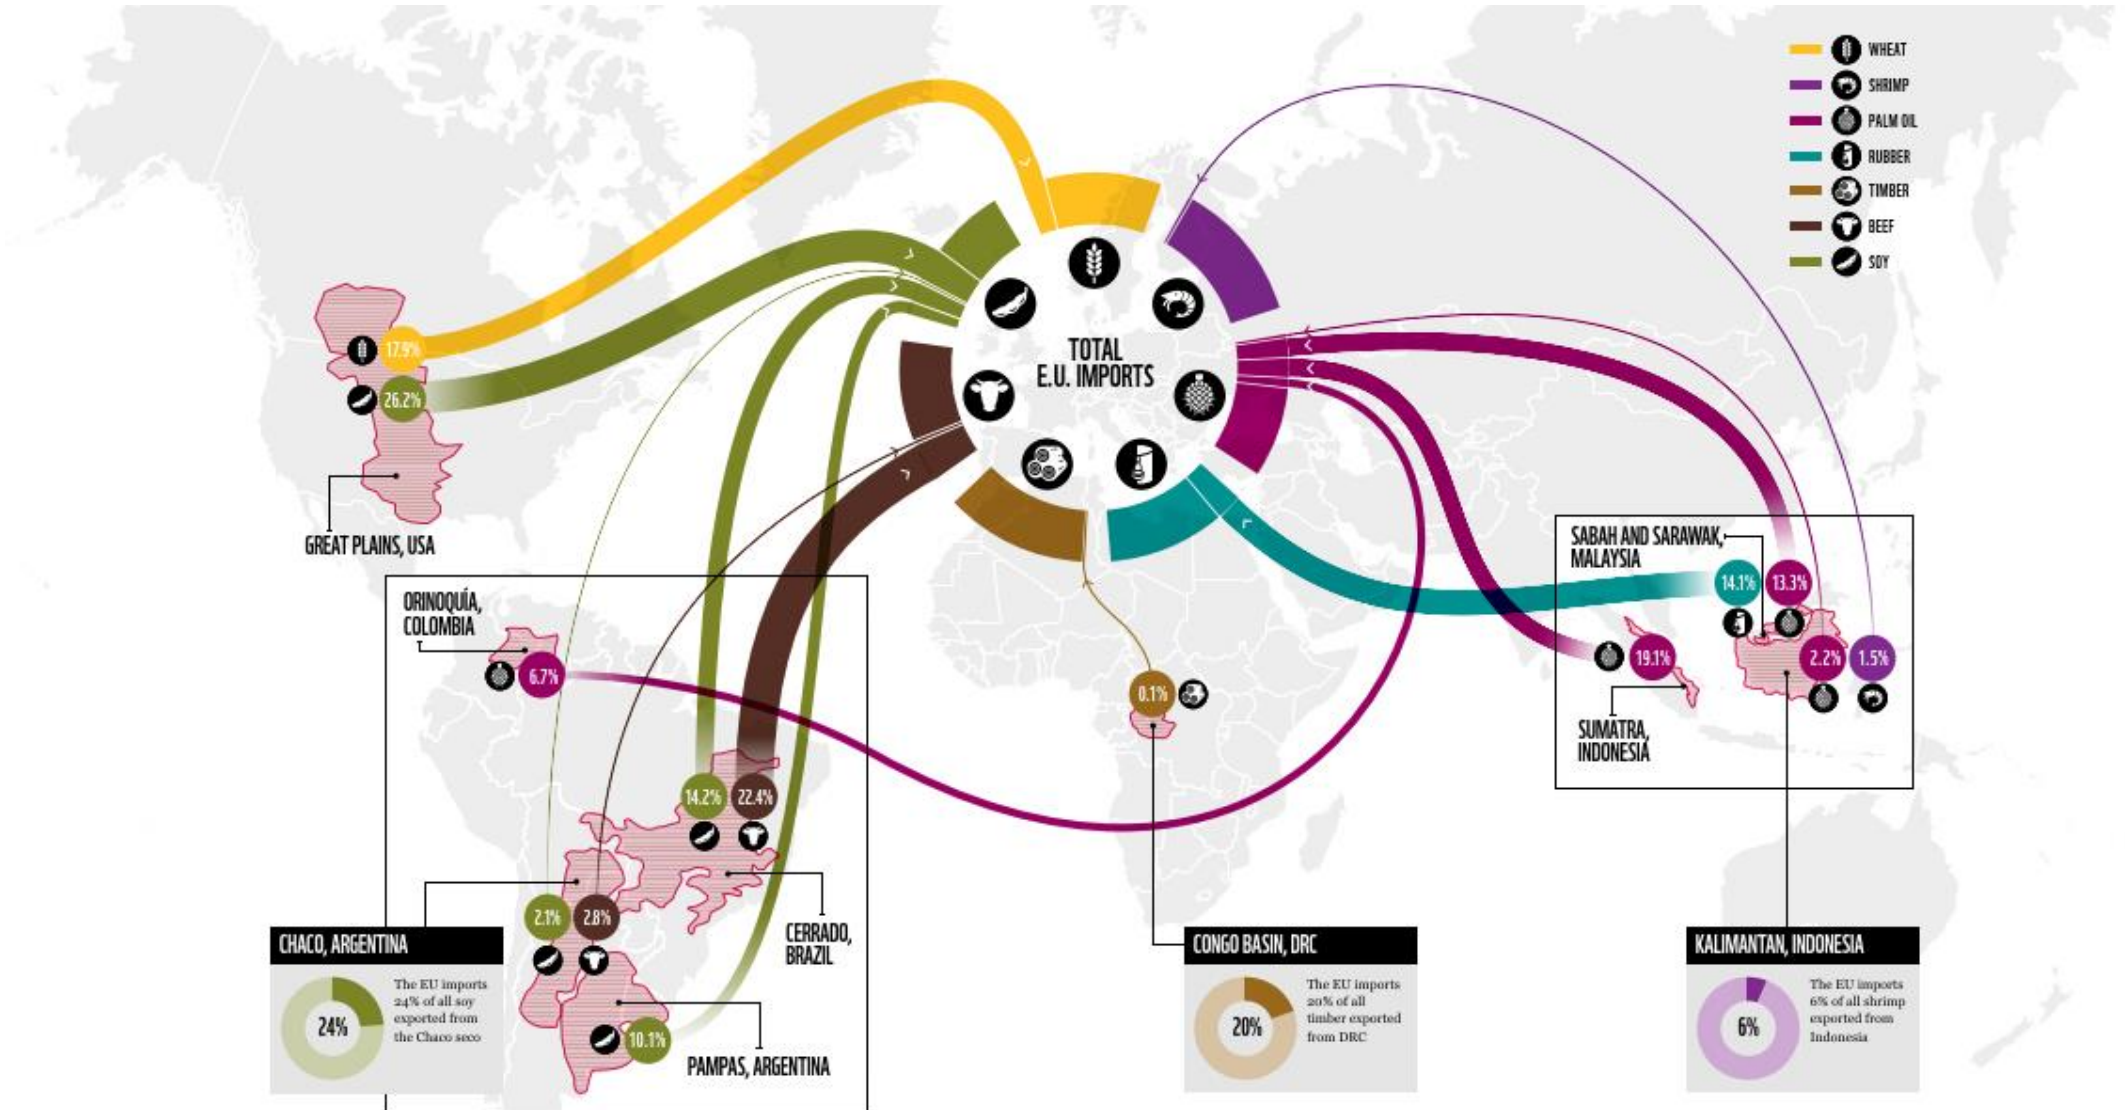 WHEAT
SHRIMP
PALM OIL
RUBBER
TIMBER
BEEF
SOY
TOTAL
E.U. IMPORTS
17.9%
26.2%
GREAT PLAINS, USA
ORINOQUÍA,
COLOMBIA
6.7%
14.2%
22.4%
CERRADO,
BRAZIL
2.1%
2.8%
CHACO, ARGENTINA
24%
The EU imports
24% of all soy
exported from
the Chaco seco
10.1%
PAMPAS, ARGENTINA
0.1%
CONGO BASIN, DRC
20%
The EU imports
20% of all
timber exported
from DRC
SABAH AND SARAWAK,
MALAYSIA
14.1%
13.3%
19.1%
2.2%
1.5%
SUMATRA,
INDONESIA
KALIMANTAN, INDONESIA
6%
The EU imports
6% of all shrimp
exported from
Indonesia